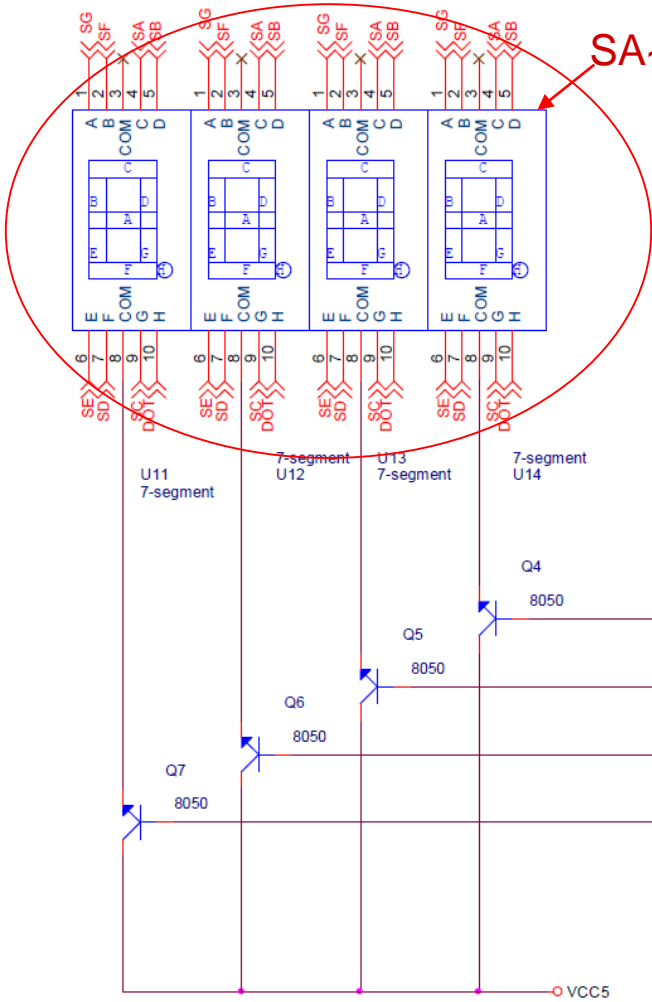 SG SF SA SB SG SF SA SB SG SF SA SB SG SF SA SB
SA~
1 2 3 4 5 1 2 3 4 5 1 2 3 4 5 1 2 3 4 5
A B COM C D A B COM C D A B COM C D A B COM C D
C C C C
B D B D B D B D
A A A A
E G E G E G E G
F H F H F H F H
E F COM G H E F COM G H E F COM G H E F COM G H
6 7 8 9 10 6 7 8 9 10 6 7 8 9 10 6 7 8 9 10
SE SD SC DOT SE SD SC DOT SE SD SC DOT SE SD SC DOT
U11
7-segment
7-segment
U12
U13
7-segment
7-segment
U14
Q4
8050
Q5
8050
Q6
8050
Q7
8050
VCC5